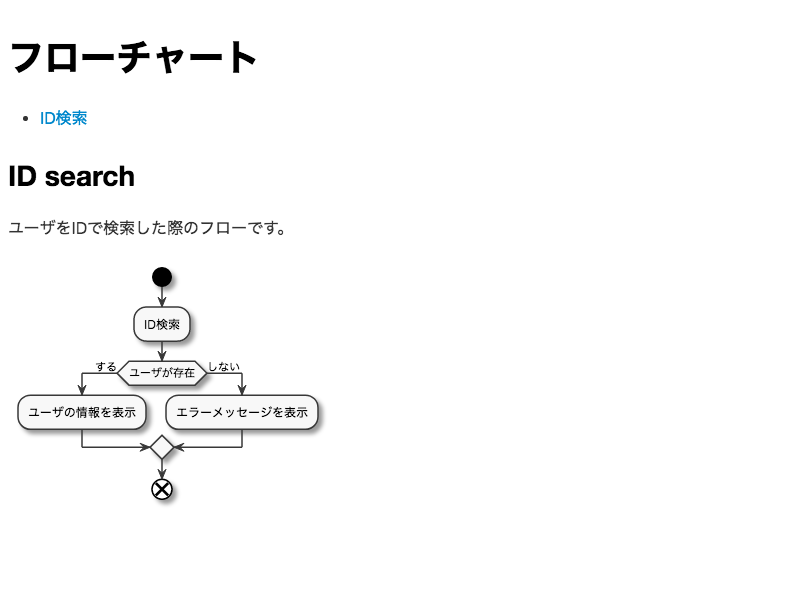 フローチャート
ID検索
ID search
ユーザをIDで検索した際のフローです。
ID検索
する
ユーザが存在
しない
ユーザの情報を表示
エラーメッセージを表示